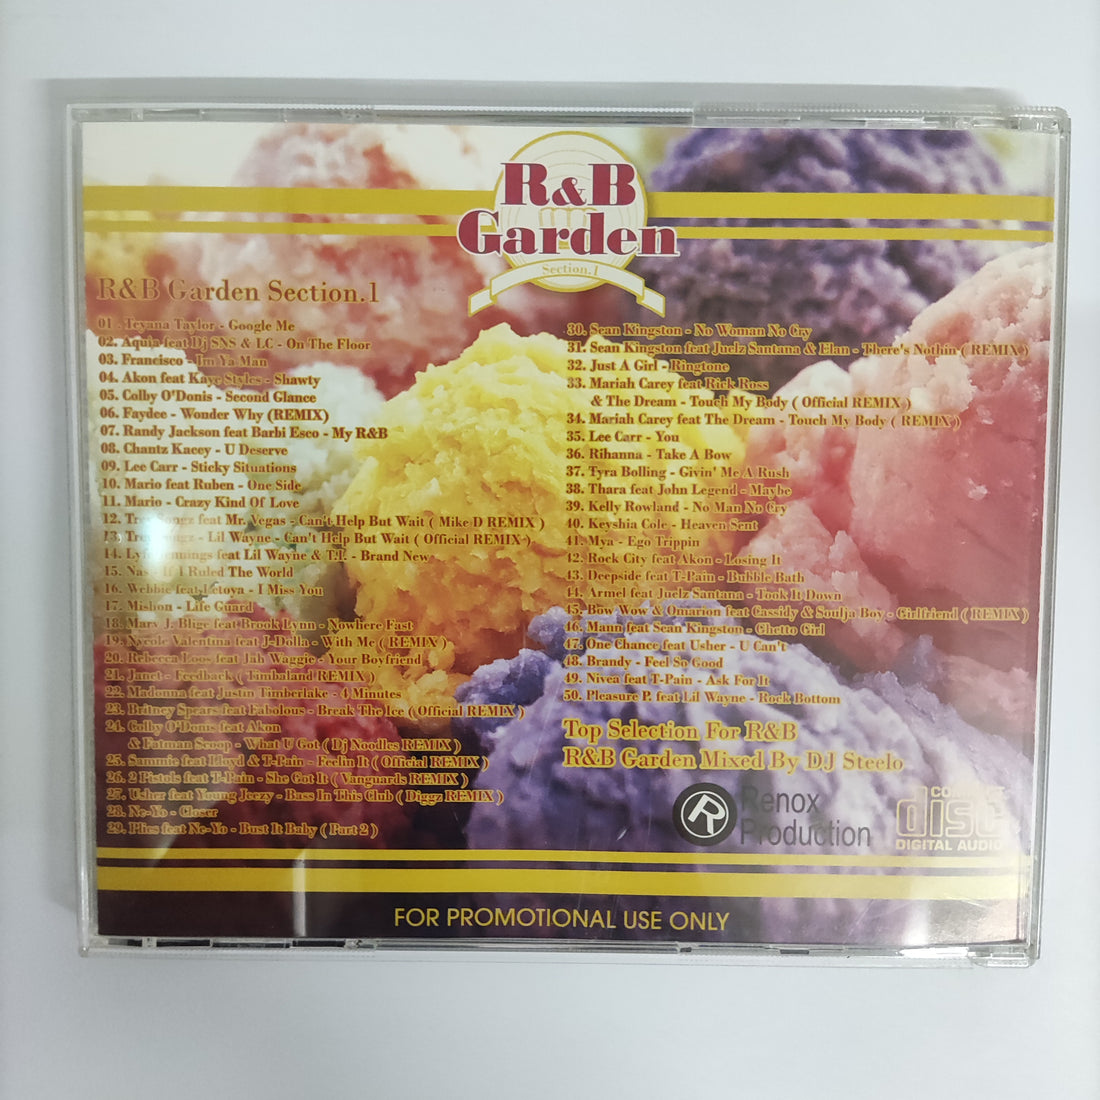 R&B
Garden
Section.1
R&B Garden Section.1
01 . Teyana Taylor - Google Me
02. Aquia feat Dj SNS & LC - On The Floor
03. Francisco - Im Ya Man
04. Akon feat Kaye Styles - Shawty
05. Colby O'Donis - Second Glance
06. Faydee - Wonder Why (REMIX)
07. Randy Jackson feat Barbi Esco - My R&B
08. Chantz Kacey - U Deserve
09. Lee Carr - Sticky Situations
10. Mario feat Ruben - One Side
11. Mario - Crazy Kind Of Love
12. Trey Songz feat Mr. Vegas - Can't Help But Wait ( Mike D REMIX )
13. Trey Songz - Lil Wayne - Can't Help But Wait ( Official REMIX )
14. Lyfe Jennings feat Lil Wayne & T.I. - Brand New
15. Nas - If I Ruled The World
16. Webbie feat Letoya - I Miss You
17. Mishon - Life Guard
18. Mary J. Blige feat Brook Lynn - Nowhere Fast
19. Nycole Valentina feat J-Dolla - With Me ( REMIX )
20. Rebecca Loos feat Jah Waggie - Your Boyfriend
21. Janet - Feedback ( Timbaland REMIX )
22. Madonna feat Justin Timberlake - 4 Minutes
23. Britney Spears feat Fabolous - Break The Ice ( Official REMIX )
24. Colby O'Donis feat Akon
& Fatman Scoop - What U Got ( Dj Noodles REMIX )
25. Sammie feat Lloyd & T-Pain - Feelin It ( Official REMIX )
26. 2 Pistols feat T-Pain - She Got It ( Vanguards REMIX )
27. Usher feat Young Jeezy - Bass In This Club ( Diggz REMIX )
28. Ne-Yo - Closer
29. Plies feat Ne-Yo - Bust It Baby ( Part 2 )
30. Sean Kingston - No Woman No Cry
31. Sean Kingston feat Juelz Santana & Elan - There's Nothin ( REMIX )
32. Just A Girl - Ringtone
33. Mariah Carey feat Rick Ross
& The Dream - Touch My Body ( Official REMIX )
34. Mariah Carey feat The Dream - Touch My Body ( REMIX )
35. Lee Carr - You
36. Rihanna - Take A Bow
37. Tyra Bolling - Givin' Me A Rush
38. Thara feat John Legend - Maybe
39. Kelly Rowland - No Man No Cry
40. Keyshia Cole - Heaven Sent
41. Mya - Ego Trippin
42. Rock City feat Akon - Losing It
43. Deepside feat T-Pain - Bubble Bath
44. Armel feat Juelz Santana - Took It Down
45. Bow Wow & Omarion feat Cassidy & Soulja Boy - Girlfriend ( REMIX )
46. Mann feat Sean Kingston - Ghetto Girl
47. One Chance feat Usher - U Can't
48. Brandy - Feel So Good
49. Nivea feat T-Pain - Ask For It
50. Pleasure P. feat Lil Wayne - Rock Bottom
Top Selection For R&B
R&B Garden Mixed By DJ Steelo
R Renox
Production
COMPACT
disc
DIGITAL AUDIO
FOR PROMOTIONAL USE ONLY